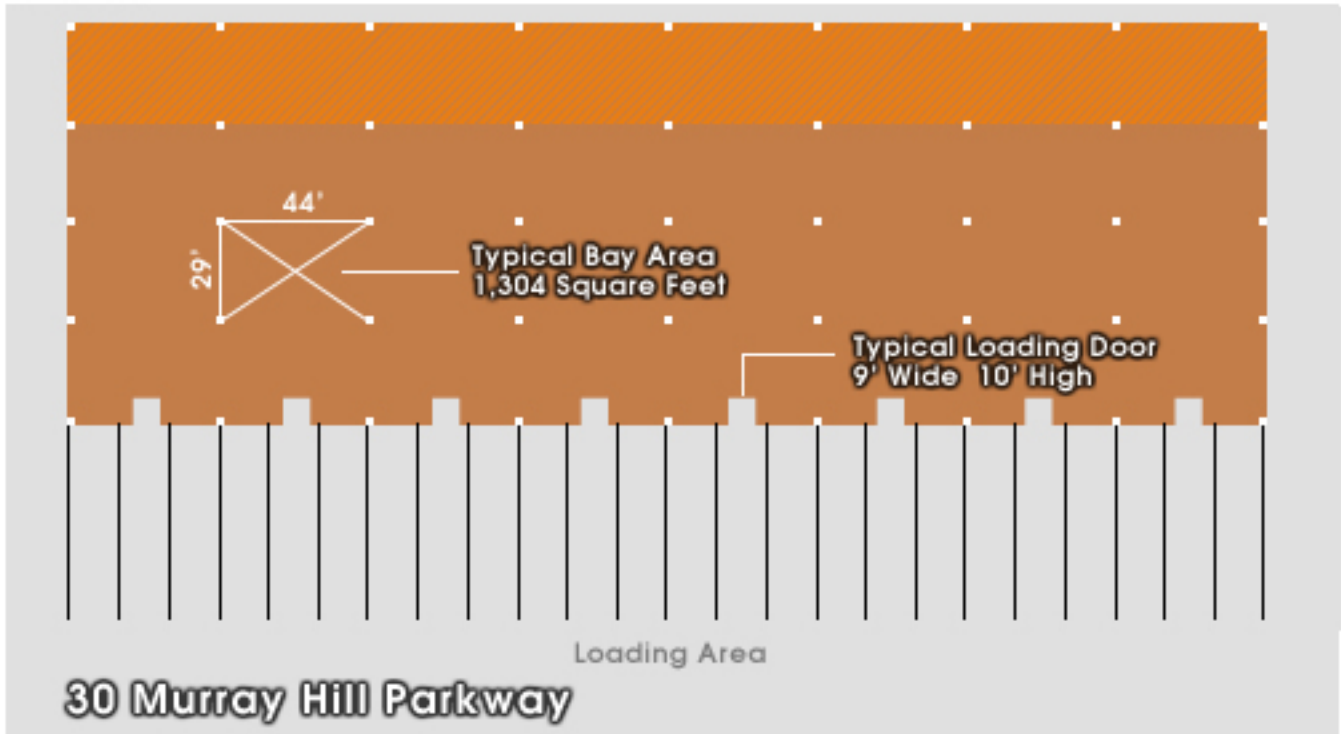 44'
29'
Typical Bay Area
1,304 Square Feet
Typical Loading Door
9' Wide  10' High
Loading Area
30 Murray Hill Parkway